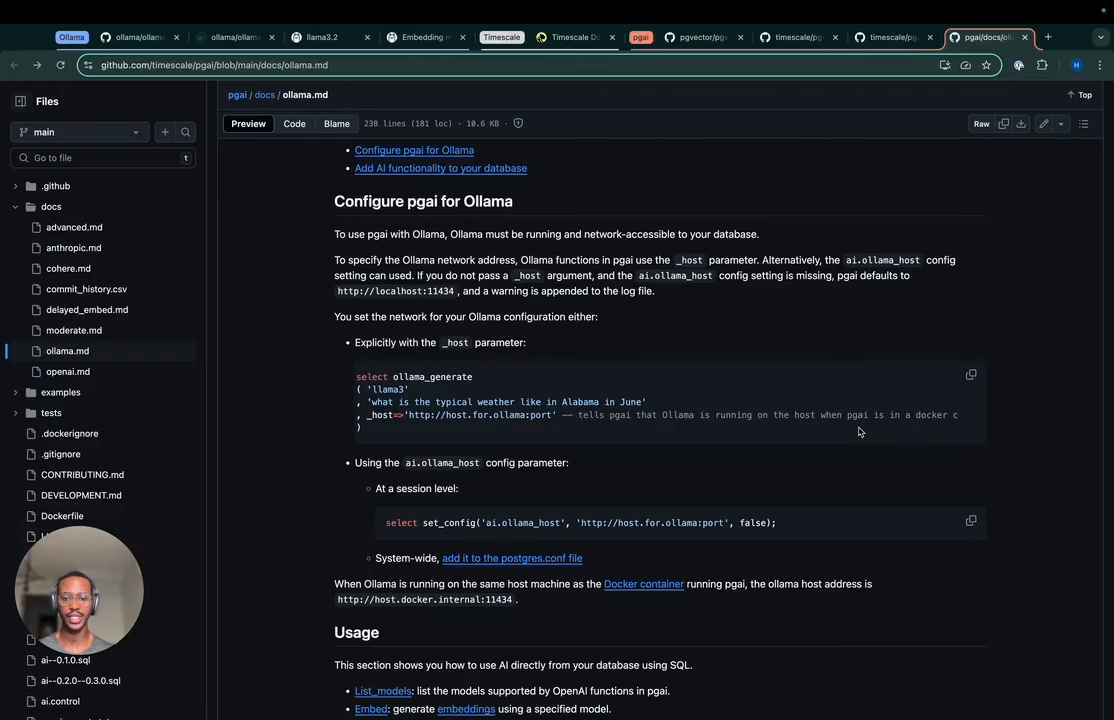 Ollama
ollama/ollam
ollama/ollam
llama3.2
Embedding m
Timescale
Timescale Do
pgai
pgvector/pgv
timescale/pg
timescale/pg
pgai/docs/oll
github.com/timescale/pgai/blob/main/docs/ollama.md
H
Files
main
Go to file
t
.github
docs
advanced.md
anthropic.md
cohere.md
commit_history.csv
delayed_embed.md
moderate.md
ollama.md
openai.md
examples
tests
.dockerignore
.gitignore
CONTRIBUTING.md
DEVELOPMENT.md
Dockerfile
ai--0.1.0.sql
ai--0.2.0--0.3.0.sql
ai.control
pgai / docs / ollama.md
Top
Preview Code Blame 238 lines (181 loc) · 10.6 KB
Raw
Configure pgai for Ollama
Add AI functionality to your database
Configure pgai for Ollama
To use pgai with Ollama, Ollama must be running and network-accessible to your database.
To specify the Ollama network address, Ollama functions in pgai use the _host parameter. Alternatively, the ai.ollama_host config
setting can used. If you do not pass a _host argument, and the ai.ollama_host config setting is missing, pgai defaults to
http://localhost:11434, and a warning is appended to the log file.
You set the network for your Ollama configuration either:
Explicitly with the _host parameter:
select ollama_generate
( 'llama3'
, 'what is the typical weather like in Alabama in June'
, _host=>'http://host.for.ollama:port' -- tells pgai that Ollama is running on the host when pgai is in a docker c
)
Using the ai.ollama_host config parameter:
At a session level:
select set_config('ai.ollama_host', 'http://host.for.ollama:port', false);
System-wide, add it to the postgres.conf file
When Ollama is running on the same host machine as the Docker container running pgai, the ollama host address is
http://host.docker.internal:11434.
Usage
This section shows you how to use AI directly from your database using SQL.
List_models: list the models supported by OpenAI functions in pgai.
Embed: generate embeddings using a specified model.